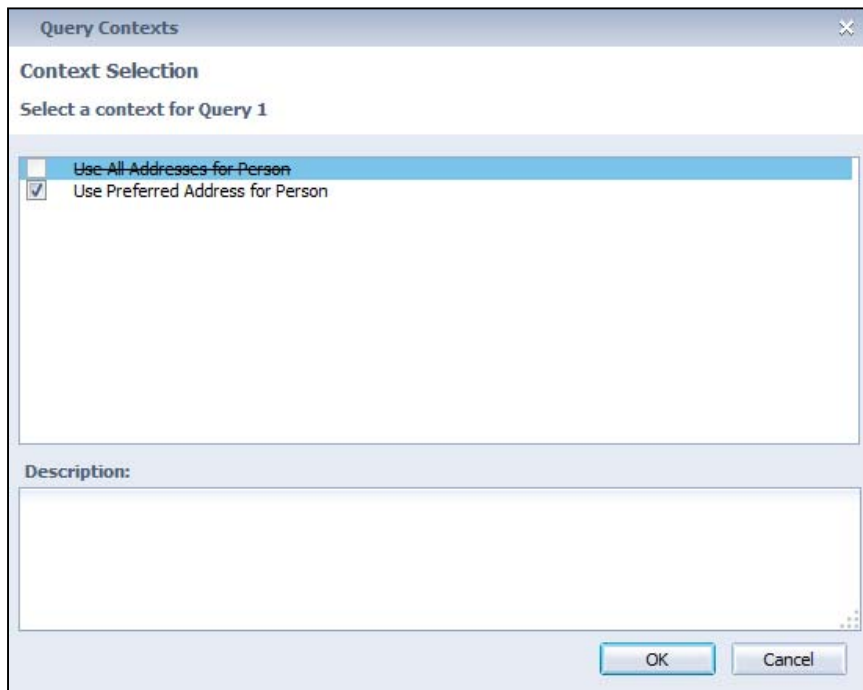 Query Contexts
Context Selection
Select a context for Query 1
Use All Addresses for Person
Use Preferred Address for Person
Description:
OK Cancel